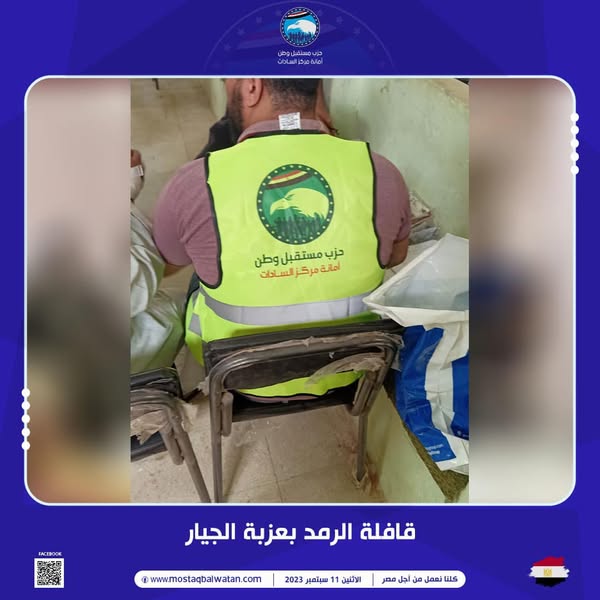 حزب مستقبل وطن
أمانة مركز السادات
حزب مستقبل وطن
أمانة مركز السادات
قافلة الرمد بعزبة الجيار
FACEBOOK
كلنا نعمل من أجل مصر | الاثنين 11 سبتمبر 2023 | www.mostaqbalwatan.com